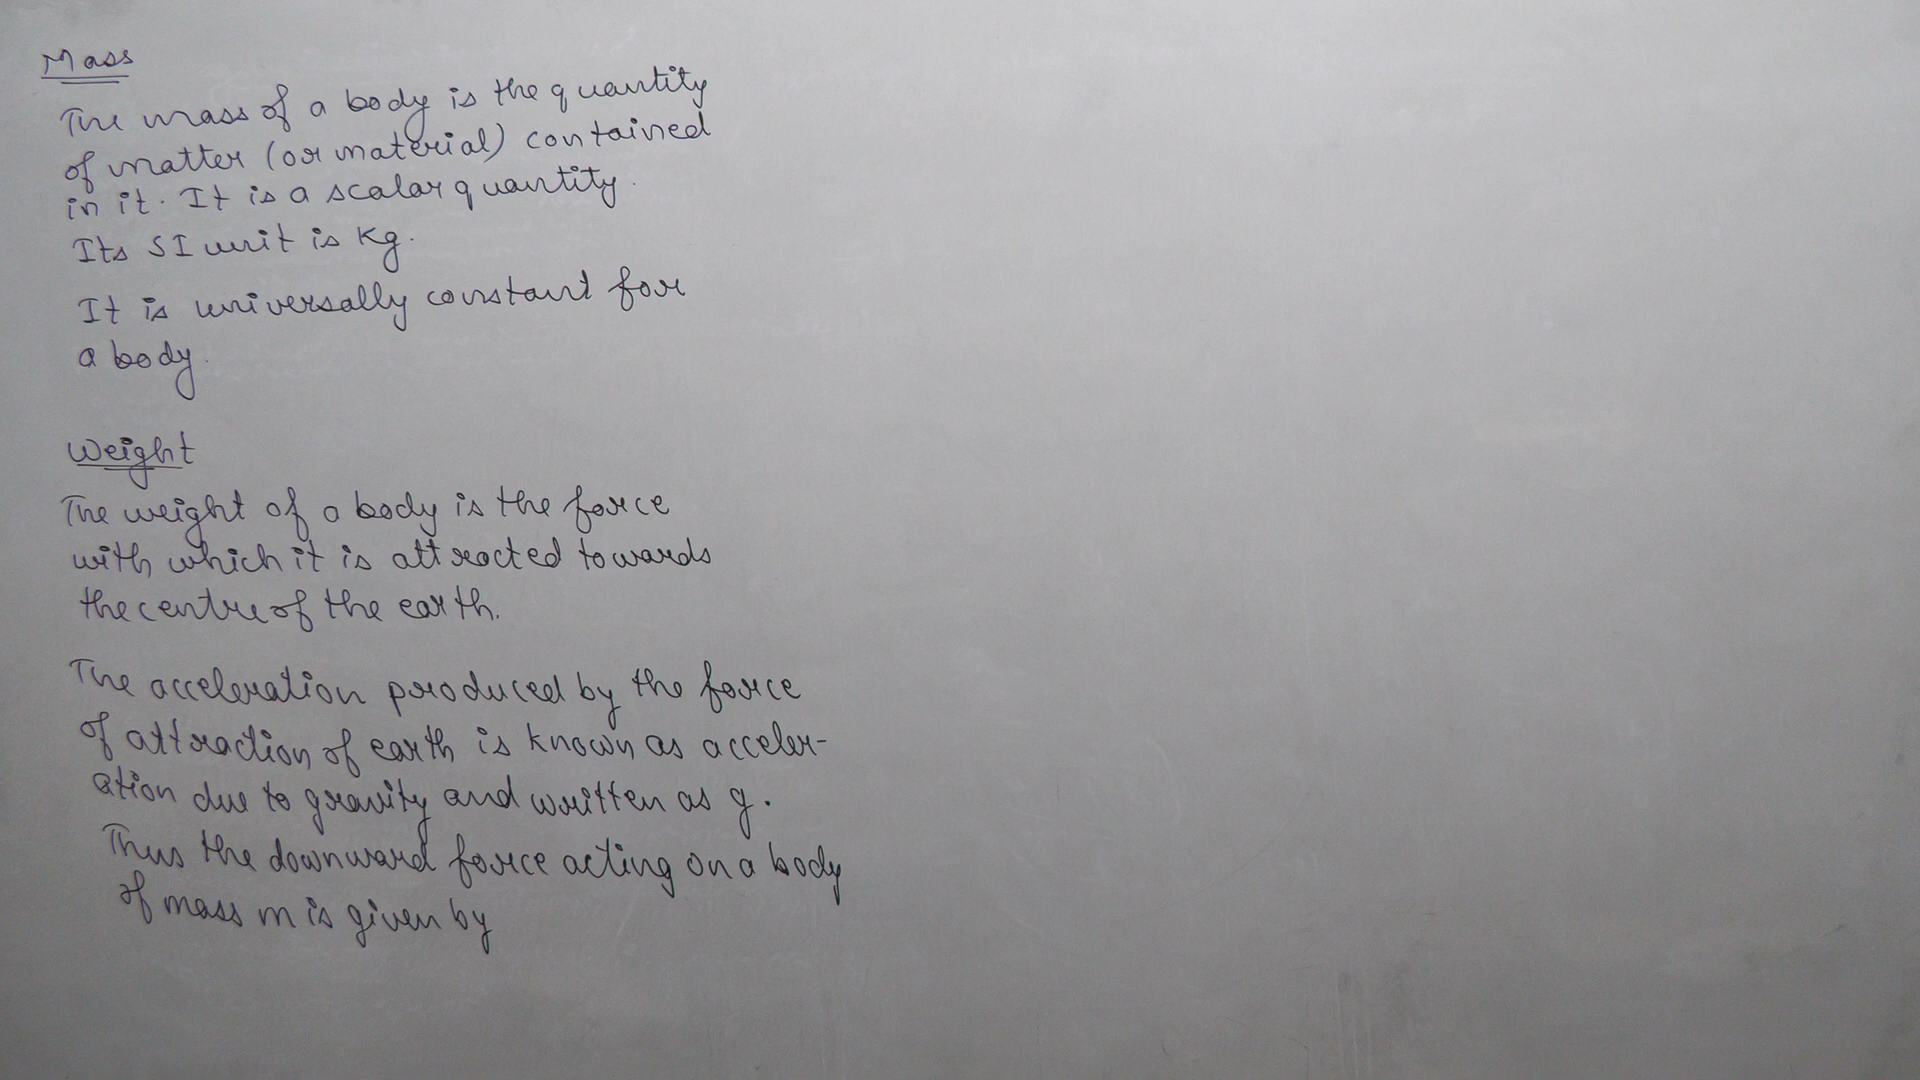 Mass
The mass of a body is the quantity
of matter (or material) contained
in it. It is a scalar quantity.
Its SI unit is Kg.
It is universally constant for
a body.
Weight
The weight of a body is the force
with which it is attracted towards
the centre of the earth.
The acceleration produced by the force
of attraction of earth is known as acceler-
ation due to gravity and written as g.
Thus the downward force acting on a body
of mass m is given by